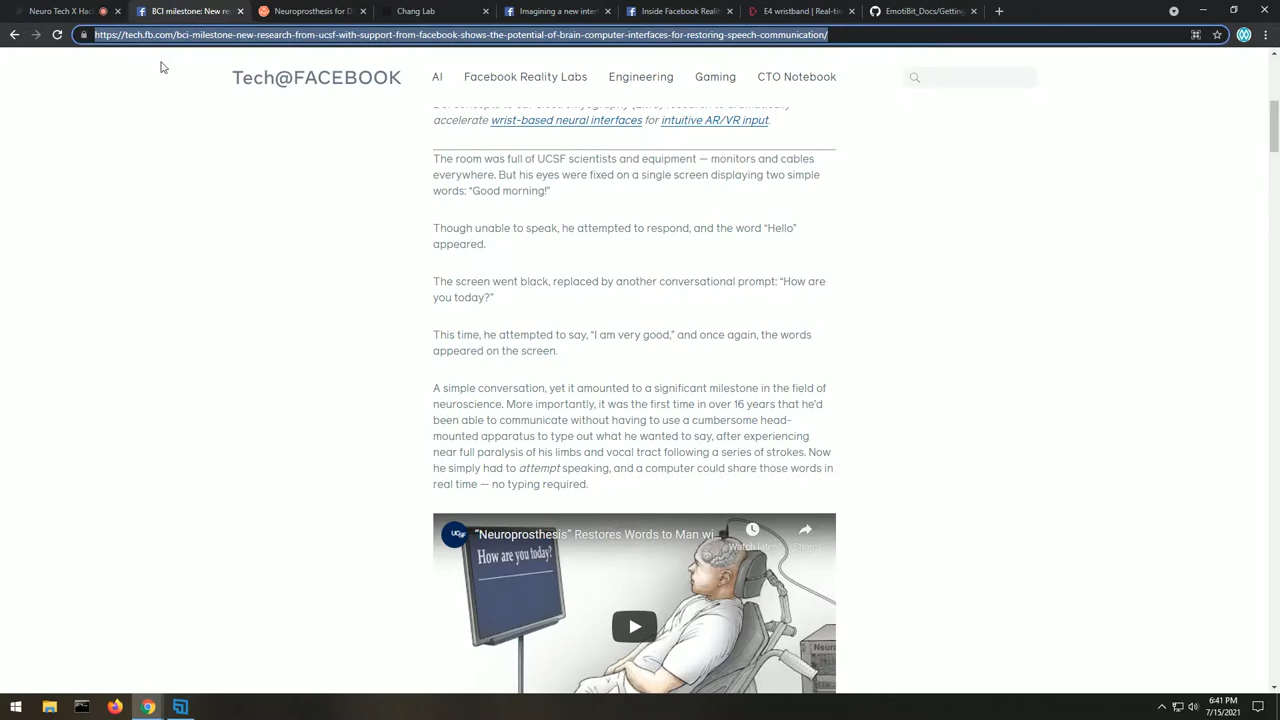 Neuro Tech X Hac
BCI milestone: New re
Neuroprosthesis for D
Chang Lab
Imagining a new inter
Inside Facebook Realit
E4 wristband | Real-tim
EmotiBit_Docs/Getting
https://tech.fb.com/bci-milestone-new-research-from-ucsf-with-support-from-facebook-shows-the-potential-of-brain-computer-interfaces-for-restoring-speech-communication/
Tech@FACEBOOK
AI
Facebook Reality Labs
Engineering
Gaming
CTO Notebook
wrist-based neural interfaces for intuitive AR/VR input.
accelerate
The room was full of UCSF scientists and equipment — monitors and cables
everywhere. But his eyes were fixed on a single screen displaying two simple
words: “Good morning!”
Though unable to speak, he attempted to respond, and the word “Hello”
appeared.
The screen went black, replaced by another conversational prompt: “How are
you today?”
This time, he attempted to say, “I am very good,” and once again, the words
appeared on the screen.
A simple conversation, yet it amounted to a significant milestone in the field of
neuroscience. More importantly, it was the first time in over 16 years that he’d
been able to communicate without having to use a cumbersome head-
mounted apparatus to type out what he wanted to say, after experiencing
near full paralysis of his limbs and vocal tract following a series of strokes. Now
he simply had to attempt speaking, and a computer could share those words in
real time — no typing required.
UCSF
“Neuroprosthesis” Restores Words to Man wi...
Watch later
Share
How are you today?
6:41 PM
7/15/2021